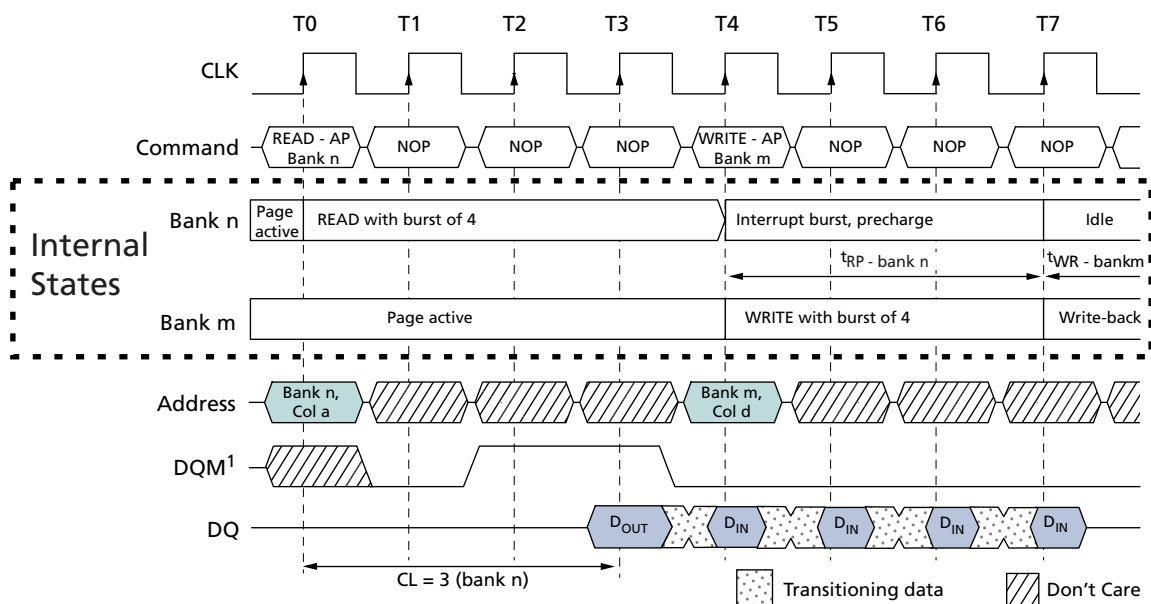 T0 T1 T2 T3 T4 T5 T6 T7
CLK
Command
READ - AP
Bank n
NOP
NOP
NOP
WRITE - AP
Bank m
NOP
NOP
NOP
Internal
States
Bank n
Page
active
READ with burst of 4
Interrupt burst, precharge
Idle
tRP - bank n
tWR - bankm
Bank m
Page active
WRITE with burst of 4
Write-back
Address
Bank n,
Col a
Bank m,
Col d
DQM1
DQ
DOUT
DIN
DIN
DIN
DIN
CL = 3 (bank n)
Transitioning data
Don't Care